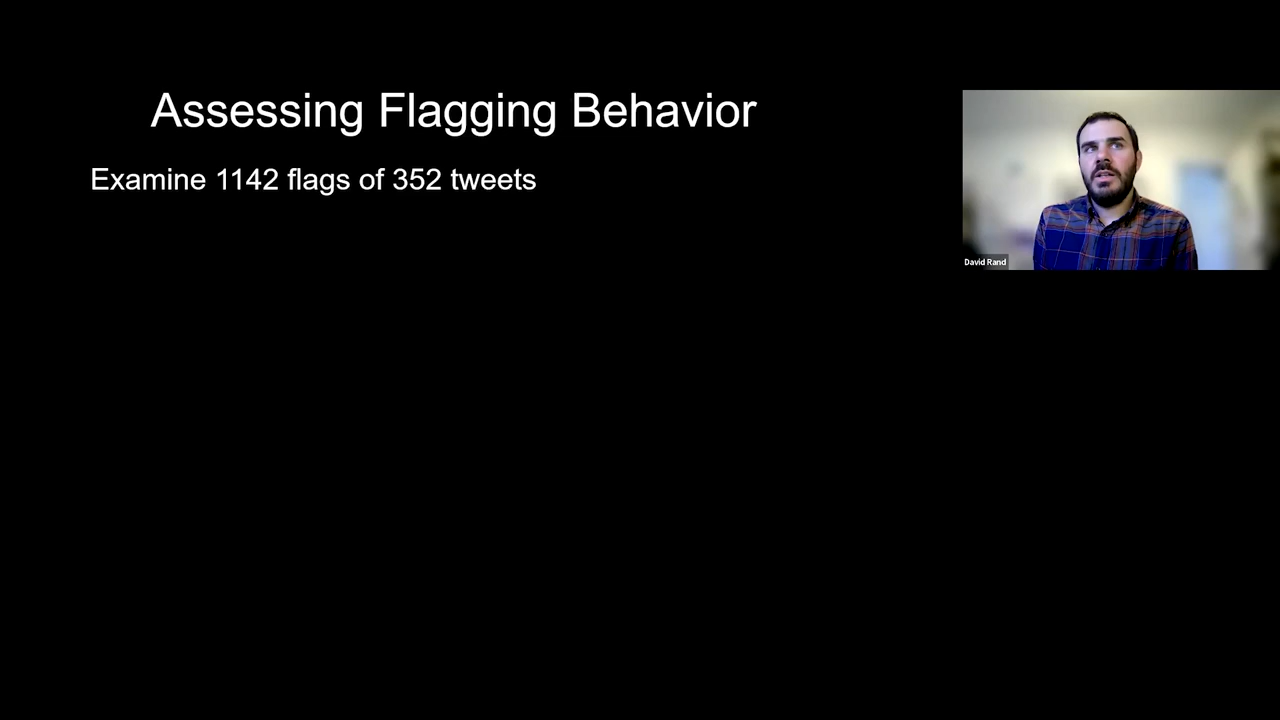 Assessing Flagging Behavior
Examine 1142 flags of 352 tweets
David Rand